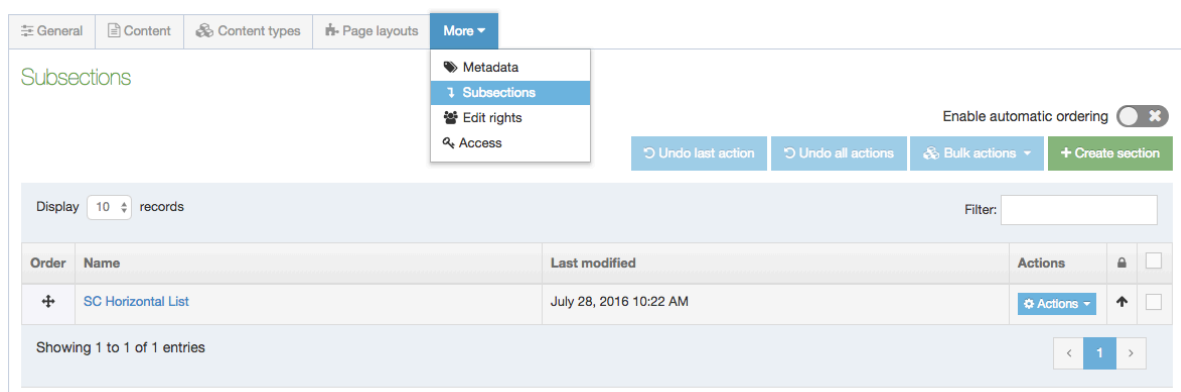 General Content Content types Page layouts More
Metadata
Subsections
Subsections
Edit rights
Access
Enable automatic ordering
Undo last action Undo all actions Bulk actions + Create section
Display 10 records Filter:
Order Name Last modified Actions
SC Horizontal List July 28, 2016 10:22 AM Actions
Showing 1 to 1 of 1 entries < 1 >